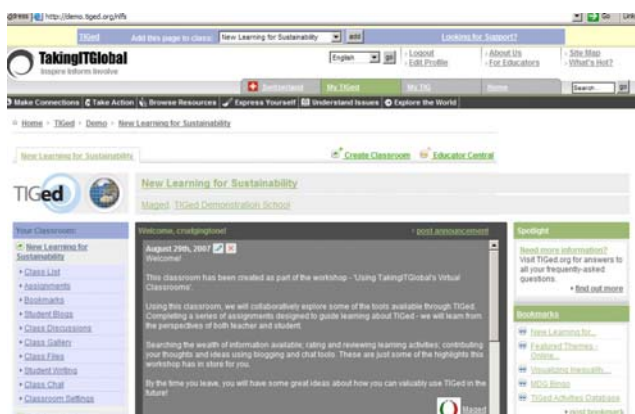 http://demo.tiged.org/nlfs
Go
TIGed
Add this page to class:
New Learning for Sustainability
add
Looking for Support?
TakingITGlobal
Inspire Inform Involve
English
Logout
Edit Profile
About Us
For Educators
Site Map
What's Hot?
Switzerland
My TIGed
My TIG
Home
Search
Make Connections
Take Action
Browse Resources
Express Yourself
Understand Issues
Explore the World
Home > TIGed > Demo > New Learning for Sustainability
New Learning for Sustainability
Create Classroom
Educator Central
TIGed
New Learning for Sustainability
Maged, TIGed Demonstration School
Your Classroom:
New Learning for
Sustainability
Class List
Assignments
Bookmarks
Student Blogs
Class Discussions
Class Gallery
Class Files
Student Writing
Class Chat
Classroom Settings
Welcome, crudgington!
post announcement
August 29th, 2007
Welcome!
This classroom has been created as part of the workshop - 'Using TakingITGlobal's Virtual
Classrooms'.
Using this classroom, we will collaboratively explore some of the tools available through TIGed.
Completing a series of assignments designed to guide learning about TIGed - we will learn from
the perspectives of both teacher and student.
Searching the wealth of information available; rating and reviewing learning activities; contributing
your thoughts and ideas using blogging and chat tools. These are just some of the highlights this
workshop has in store for you.
By the time you leave, you will have some great ideas about how you can valuably use TIGed in the
future!
Maged
Spotlight
Need more information?
Visit TIGed.org for answers to
all your frequently-asked
questions.
find out more
Bookmarks
New Learning for...
Featured Themes -
Online...
Visualizing Inequality...
MDG Bingo
TIGed Activities Database
post bookmark